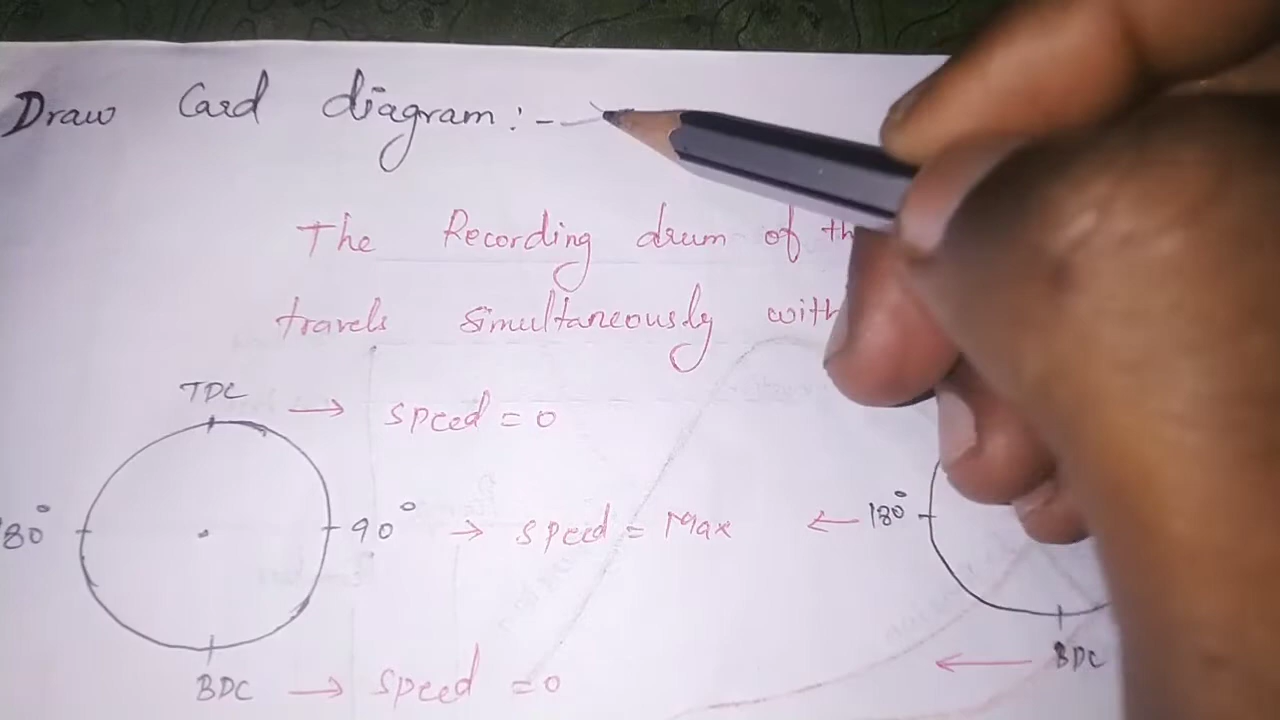 Draw Card diagram:-
The Recording drum of th
travels simultaneously with
TDC → speed = 0
80° 90° → speed = Max ← 180°
BDC → speed = 0 ← BDC